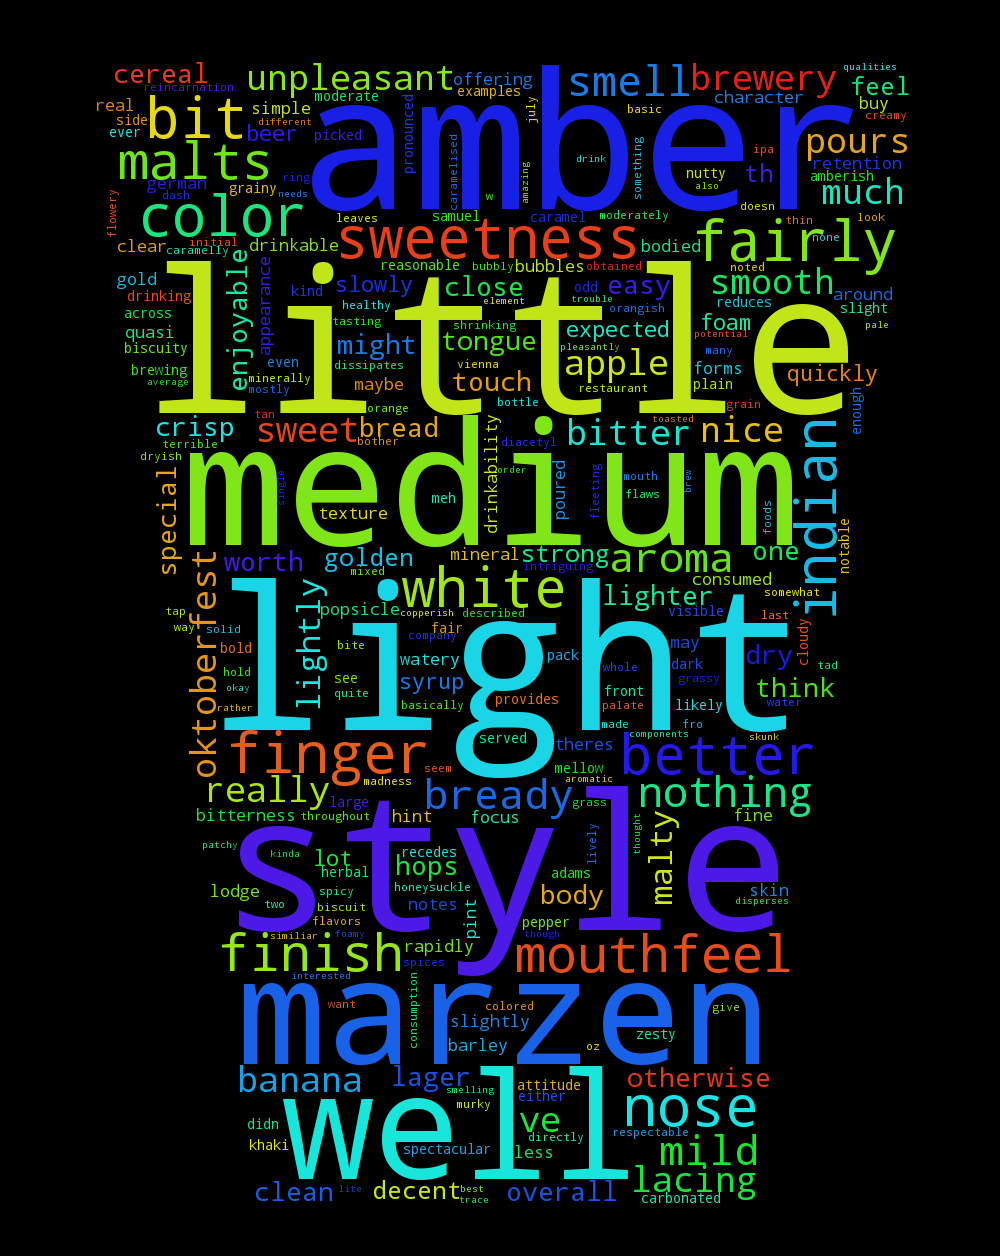 cereal unpleasant offering smell brewery qualities
reincarnation moderate examples character feel
real bit simple pronounced amber july basic buy creamy
side different
ever beer picked caramelised something ipa pours
malts drink nutty th retention
german grainy ring amazing also amberish much
flowery dash needs w doesn
color leaves samuel caramel moderately thin look
initial sweetness bodied fairly none
clear caramelly drinkable
enjoyable appearance reasonable bubbly bubbles obtained noted smooth
gold kind slowly close odd easy reduces around
drinking healthy element trouble orangish slight
across tasting shrinking expected foam pale
quasi little might tongue pleasantly potential many
biscuity dissipates vienna apple forms
brewing minerally even maybe touch restaurant plain quickly
average mostly bottle
tan orange grain enough
crisp sweet bread bitter toasted nice indian
terrible bother drinkability diacetyl
dryish medium order mouth brew
special single meh poured fleeting flaws foods
texture notable
oktoberfest worth golden mineral strong aroma one
mixed intriguing consumed
lightly white lighter somewhat
tap popsicle copperish described visible last
way solid fair company may cloudy
bold light bite watery pack whole dark dry tad
hold see syrup grassy
okay quite front likely think
rather basically provides palate water
served made fro
finger components better skunk
theres
seem mellow
really madness bready aromatic nothing
large grass
bitterness throughout hint focus thought fine
style lively malty
patchy kinda lot recedes
herbal hops adams
lodge spicy honeysuckle body skin
two biscuit notes pint disperses
flavors pepper
similiar foamy though
finish rapidly mouthfeel
spices
interested consumption
marzen want colored give
slightly zesty
barley oz
banana lager attitude otherwise
smelling either
well murky ve nose
didn directly respectable
khaki spectacular less mild
lacing
clean lite decent best overall carbonated
trace